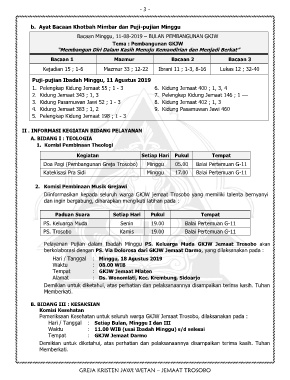 - 3 -
b. Ayat Bacaan Khotbah Mimbar dan Puji-pujian Minggu
Bacaan Minggu, 11-08-2019 – BULAN PEMBANGUNAN GKJW
Tema : Pembangunan GKJW
"Membangun Diri Dalam Kasih Menuju Kemandirian dan Menjadi Berkat"
Bacaan 1 Mazmur Bacaan 2 Bacaan 3
Kejadian 15 ; 1-6 Mazmur 33 ; 12-22 Ibrani 11 ; 1-3, 8-16 Lukas 12 ; 32-40
Puji-pujian Ibadah Minggu, 11 Agustus 2019
1. Pelengkap Kidung Jemaat 55 ; 1 - 3
2. Kidung Jemaat 343 ; 1, 3
3. Kidung Pasamuwan Jawi 52 ; 1 - 3
4. Kidung Jemaat 363 ; 1, 2
5. Pelengkap Kidung Jemaat 198 ; 1 - 3
6. Kidung Jemaat 400 ; 1, 3, 4
7. Pelengkap Kidung Jemaat 146 ; 1 ----
8. Kidung Jemaat 402 ; 1, 3
9. Kidung Pasamuwan Jawi 460
II . INFORMASI KEGIATAN BIDANG PELAYANAN
A. BIDANG I : TEOLOGIA
1. Komisi Pembinaan Theologi
Kegiatan Setiap Hari Pukul Tempat
Doa Pagi (Pembangunan Greja Trosobo) Minggu 05.00 Balai Pertemuan G-11
Katekisasi Pra Sidi Minggu 17.00 Balai Pertemuan G-11
2. Komisi Pembinaan Musik Grejawi
Diinformasikan kepada seluruh warga GKJW Jemaat Trosobo yang memiliki talenta bernyanyi
dan ingin bergabung, diharapkan mengikuti latihan pada :
Paduan Suara Setiap Hari Pukul Tempat
PS. Keluarga Muda Senin 19.00 Balai Pertemuan G-11
PS. Trosobo Kamis 19.00 Balai Pertemuan G-11
Pelayanan Pujian dalam Ibadah Minggu PS. Keluarga Muda GKJW Jemaat Trosobo akan
berkolaborasi dengan PS. Via Dolorosa dari GKJW Jemaat Darmo, yang dilaksanakan pada :
Hari / Tanggal : Minggu, 18 Agustus 2019
Waktu : 08.00 WIB
Tempat : GKJW Jemaat Mlaten
Alamat : Ds. Wonomlati, Kec. Krembung, Sidoarjo
Demikian untuk diketahui, atas perhatian dan pelaksanaannya disampaikan terima kasih. Tuhan
Memberkati.
B. BIDANG III : KESAKSIAN
Komisi Kesehatan
Pemeriksaan Kesehatan untuk seluruh warga GKJW Jemaat Trosobo, dilaksanakan pada :
Hari / Tanggal : Setiap Bulan, Minggu I dan III
Waktu : 11.00 WIB (usai Ibadah Minggu) s/d selesai
Tempat : GKJW Jemaat Darmo
Demikian untuk diketahui, atas perhatian dan pelaksanaannya disampaikan terima kasih. Tuhan
Memberkati.
GREJA KRISTEN JAWI WETAN – JEMAAT TROSOBO